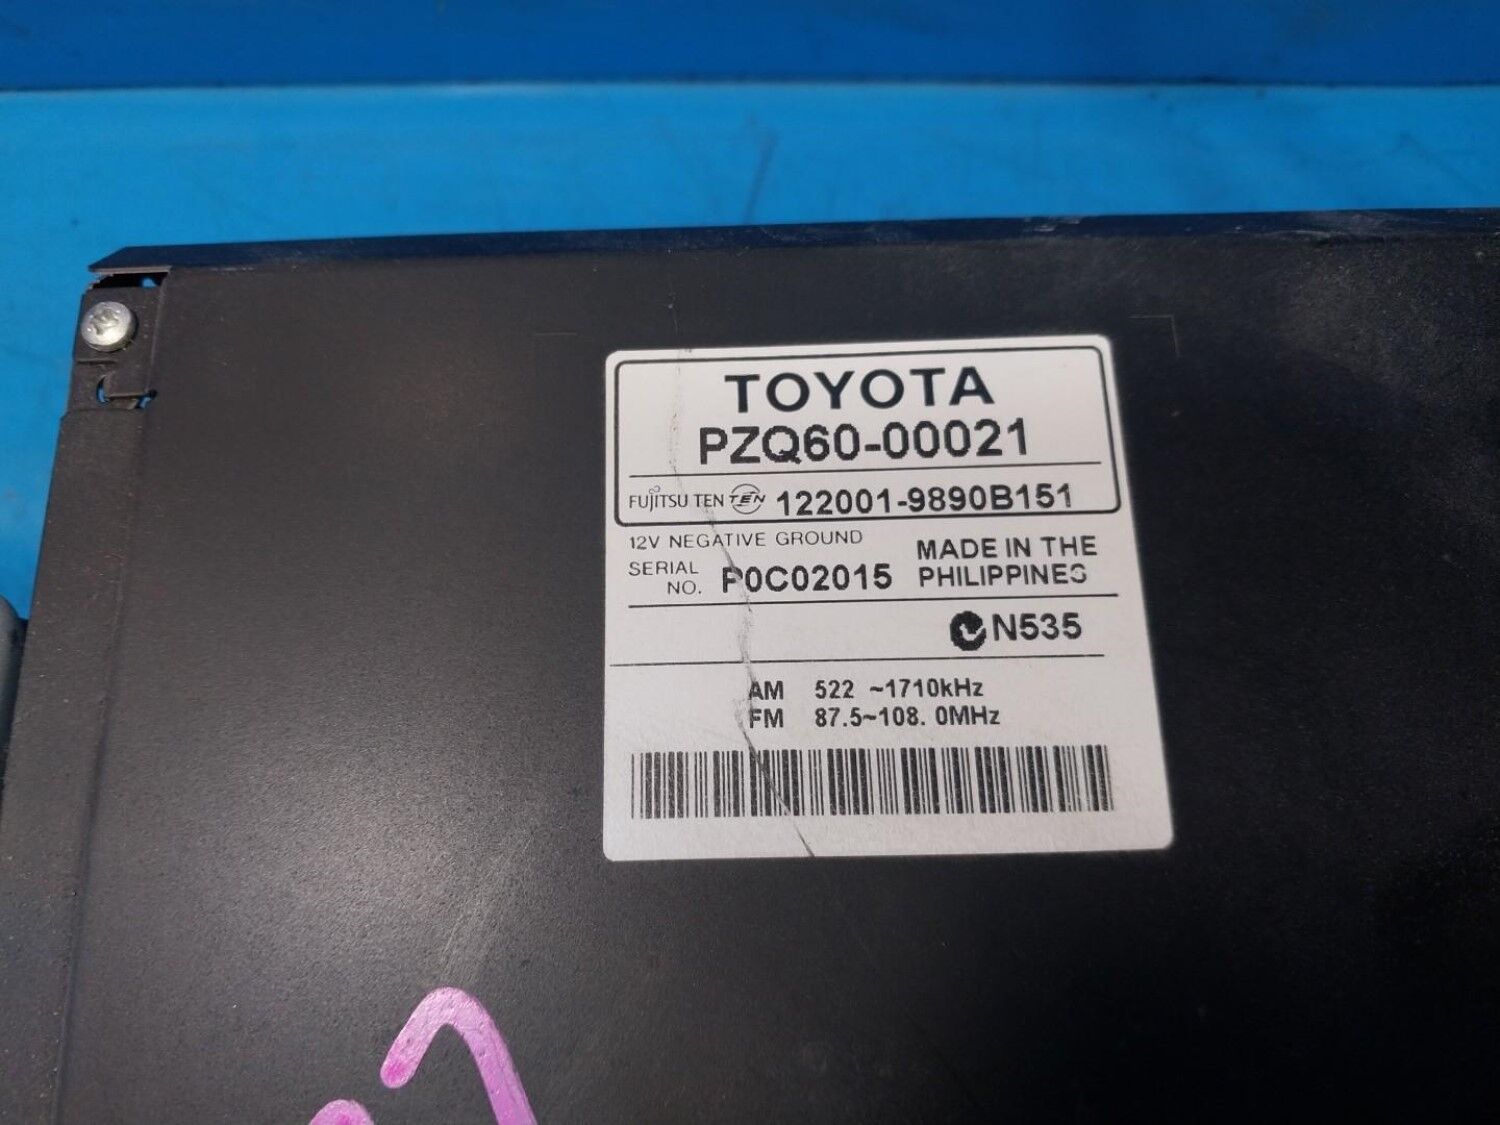 TOYOTA
PZQ60-00021
FUJITSU TEN TEN 122001-9890B151
12V NEGATIVE GROUND
SERIAL NO. P0C02015
MADE IN THE
PHILIPPINES
N535
AM 522 ~1710kHz
FM 87.5~108. 0MHz